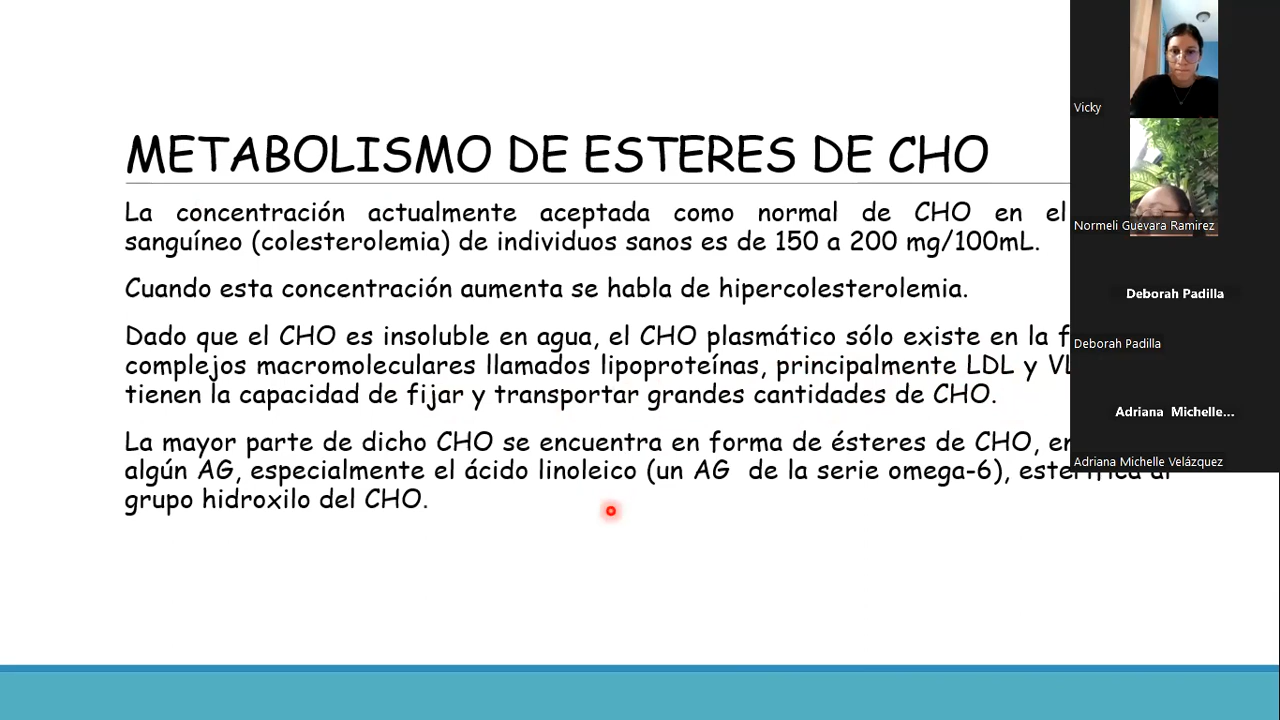 METABOLISMO DE ESTERES DE CHO
La concentración actualmente aceptada como normal de CHO en el
sanguíneo (colesterolemia) de individuos sanos es de 150 a 200 mg/100mL.
Cuando esta concentración aumenta se habla de hipercolesterolemia.
Dado que el CHO es insoluble en agua, el CHO plasmático sólo existe en la
complejos macromoleculares llamados lipoproteínas, principalmente LDL y
tienen la capacidad de fijar y transportar grandes cantidades de CHO.
La mayor parte de dicho CHO se encuentra en forma de ésteres de CHO,
algún AG, especialmente el ácido linoleico (un AG de la serie omega-6),
grupo hidroxilo del CHO.
Vicky
Normeli Guevara Ramirez
Deborah Padilla
Deborah Padilla
Adriana Michelle...
Adriana Michelle Velázquez